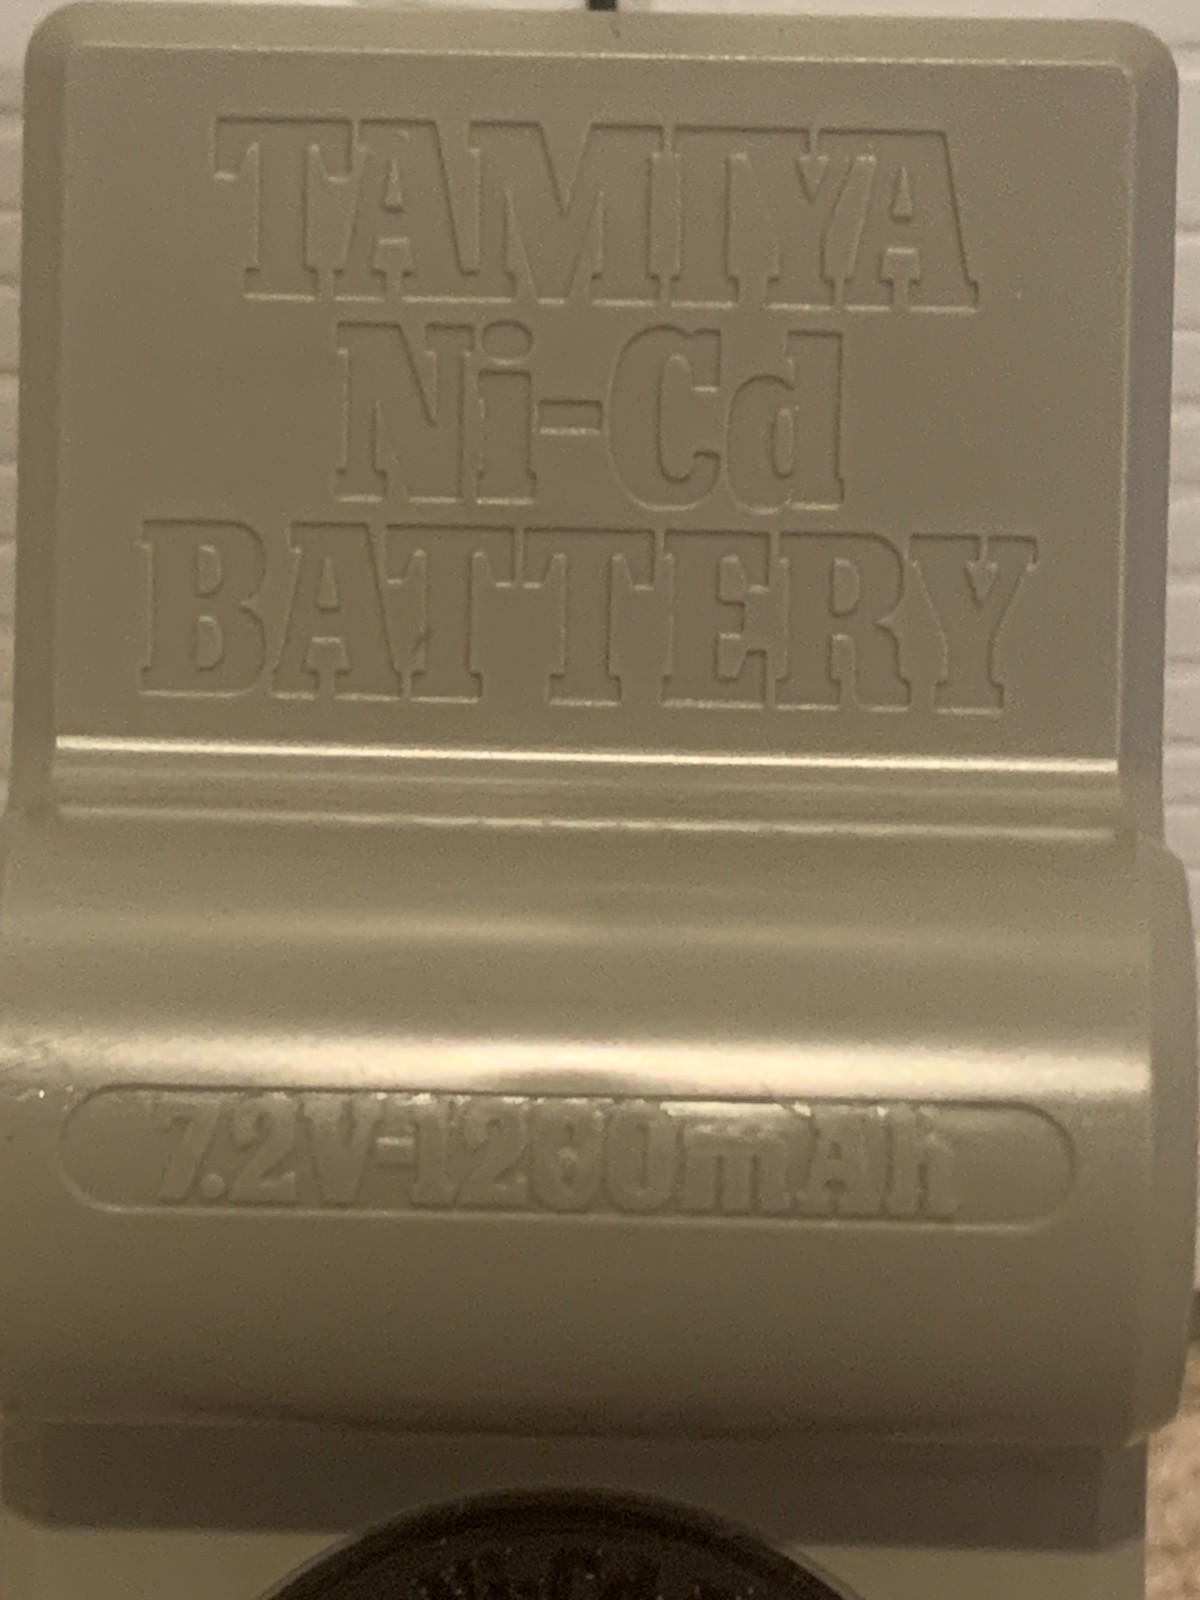 TAMIYA
Ni-Cd
BATTERY
7.2V-1200mAh